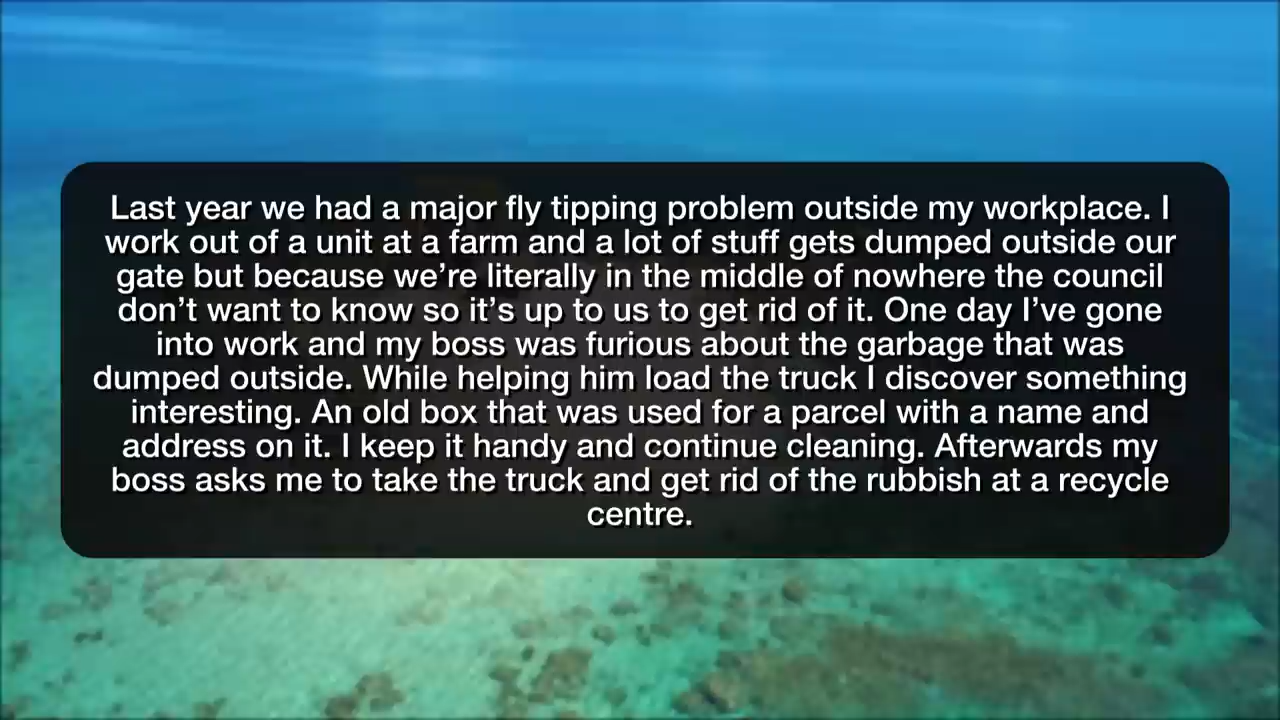 Last year we had a major fly tipping problem outside my workplace. I
work out of a unit at a farm and a lot of stuff gets dumped outside our
gate but because we’re literally in the middle of nowhere the council
don’t want to know so it’s up to us to get rid of it. One day I’ve gone
into work and my boss was furious about the garbage that was
dumped outside. While helping him load the truck I discover something
interesting. An old box that was used for a parcel with a name and
address on it. I keep it handy and continue cleaning. Afterwards my
boss asks me to take the truck and get rid of the rubbish at a recycle
centre.